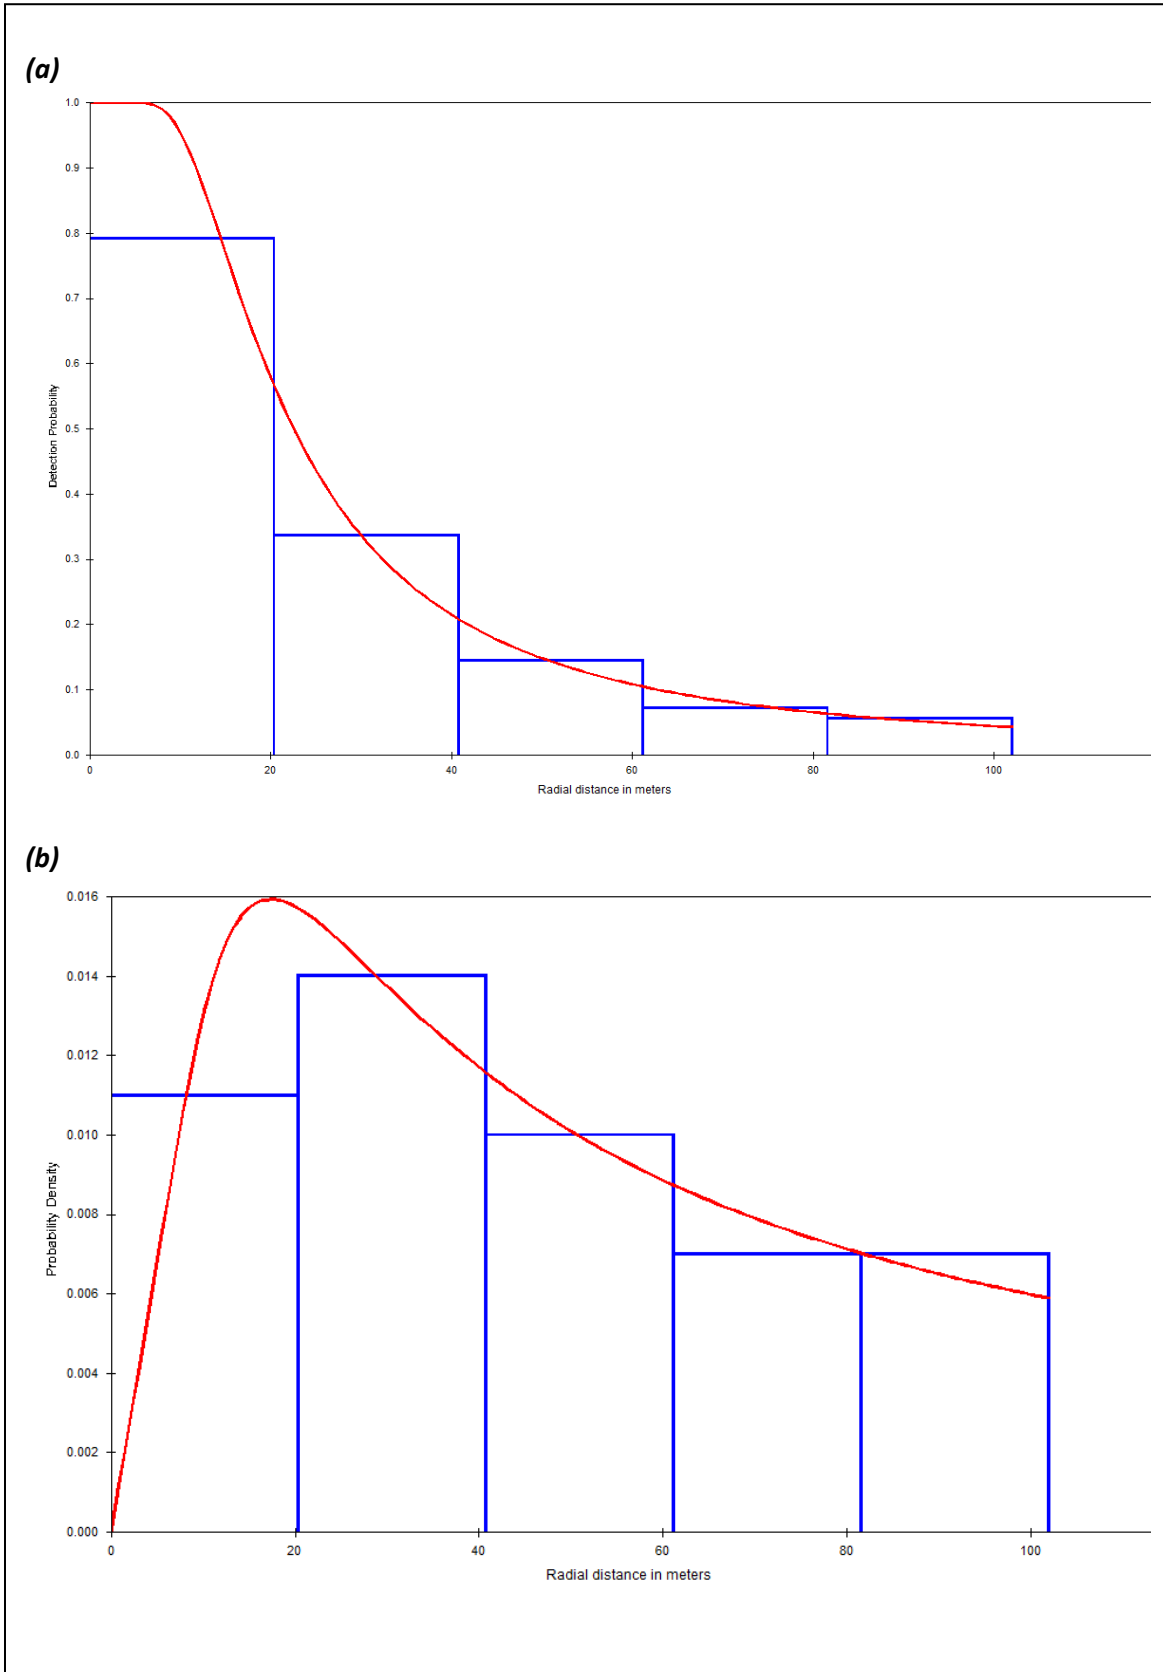 (a)
1.0
0.9
0.8
0.7
0.6
0.5
0.4
0.3
0.2
0.1
0.0
Detection Probability
0 20 40 60 80 100
Radial distance in meters
(b)
0.016
0.014
0.012
0.010
0.008
0.006
0.004
0.002
0.000
Probability Density
0 20 40 60 80 100
Radial distance in meters